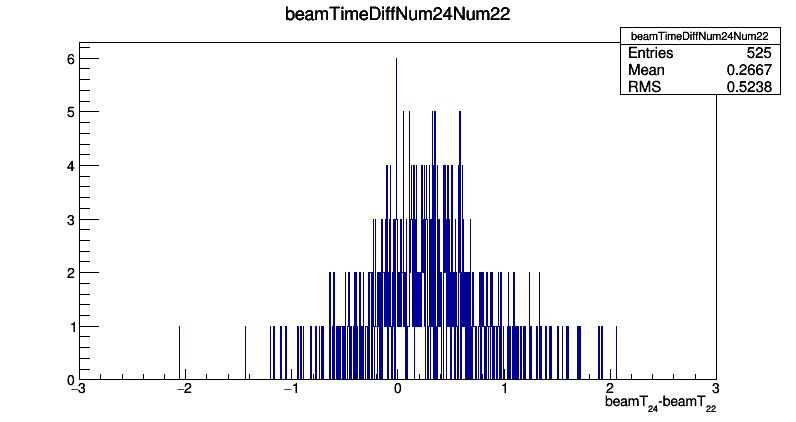 beamTimeDiffNum24Num22
beamTimeDiffNum24Num22
Entries 525
Mean 0.2667
RMS 0.5238
6
5
4
3
2
1
0
−3 −2 −1 0 1 2 3
beamT24-beamT22